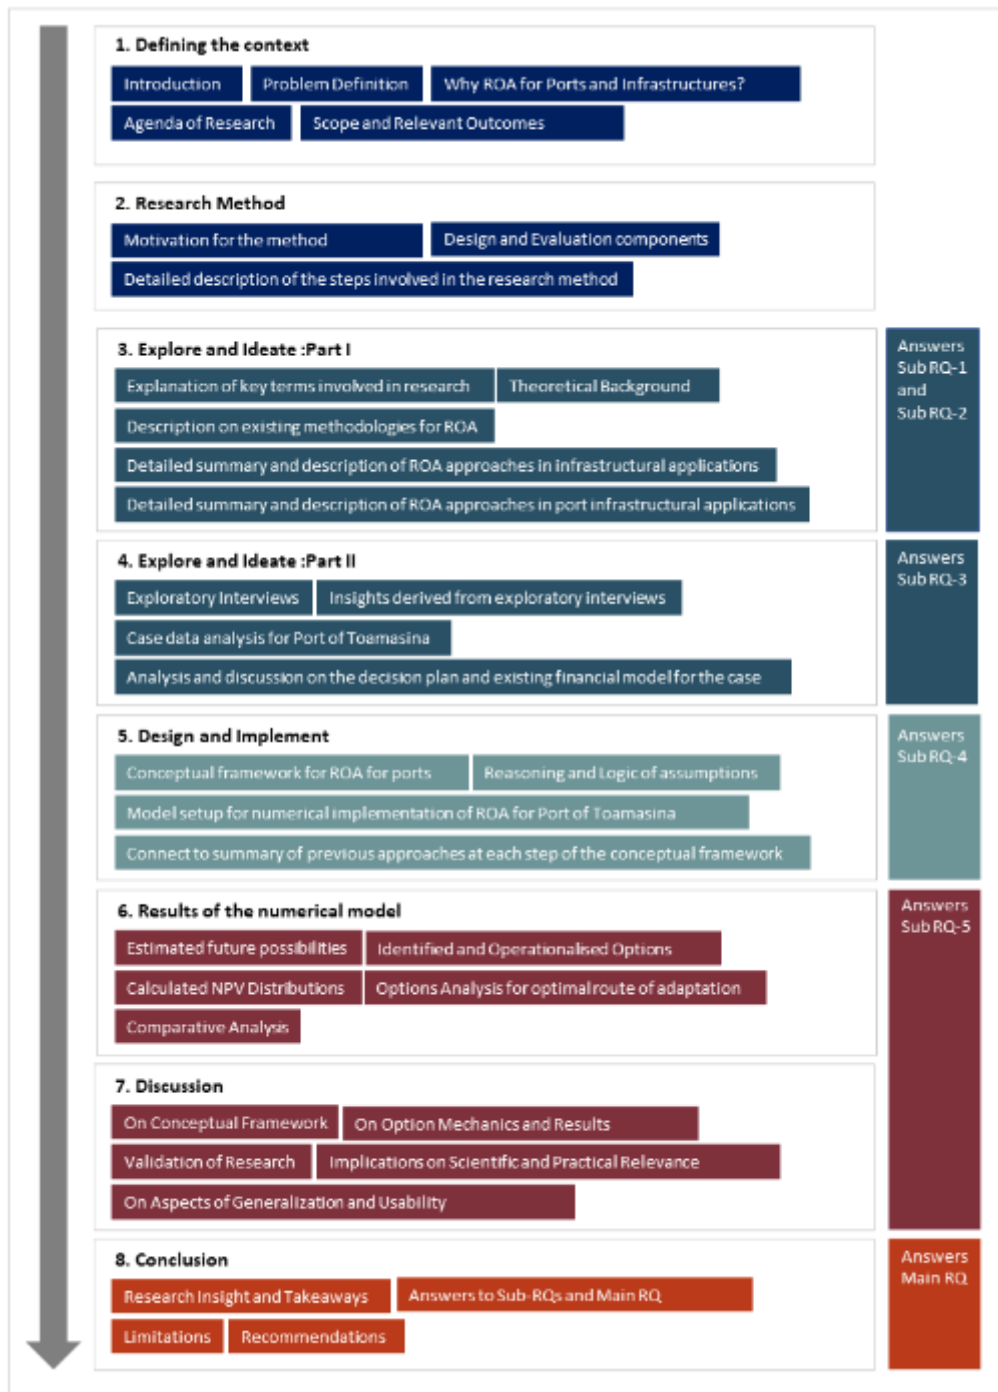 1. Defining the context
Introduction
Problem Definition
Why ROA for Ports and Infrastructures?
Agenda of Research
Scope and Relevant Outcomes
2. Research Method
Motivation for the method
Design and Evaluation components
Detailed description of the steps involved in the research method
3. Explore and Ideate :Part I
Explanation of key terms involved in research
Theoretical Background
Description on existing methodologies for ROA
Detailed summary and description of ROA approaches in infrastructural applications
Detailed summary and description of ROA approaches in port infrastructural applications
Answers
Sub RQ-1
and
Sub RQ-2
4. Explore and Ideate :Part II
Exploratory Interviews
Insights derived from exploratory interviews
Case data analysis for Port of Toamasina
Analysis and discussion on the decision plan and existing financial model for the case
Answers
Sub RQ-3
5. Design and Implement
Conceptual framework for ROA for ports
Reasoning and Logic of assumptions
Model setup for numerical implementation of ROA for Port of Toamasina
Connect to summary of previous approaches at each step of the conceptual framework
Answers
Sub RQ-4
6. Results of the numerical model
Estimated future possibilities
Identified and Operationalised Options
Calculated NPV Distributions
Options Analysis for optimal route of adaptation
Comparative Analysis
Answers
Sub RQ-5
7. Discussion
On Conceptual Framework
On Option Mechanics and Results
Validation of Research
Implications on Scientific and Practical Relevance
On Aspects of Generalization and Usability
8. Conclusion
Research Insight and Takeaways
Answers to Sub-RQs and Main RQ
Limitations
Recommendations
Answers
Main RQ